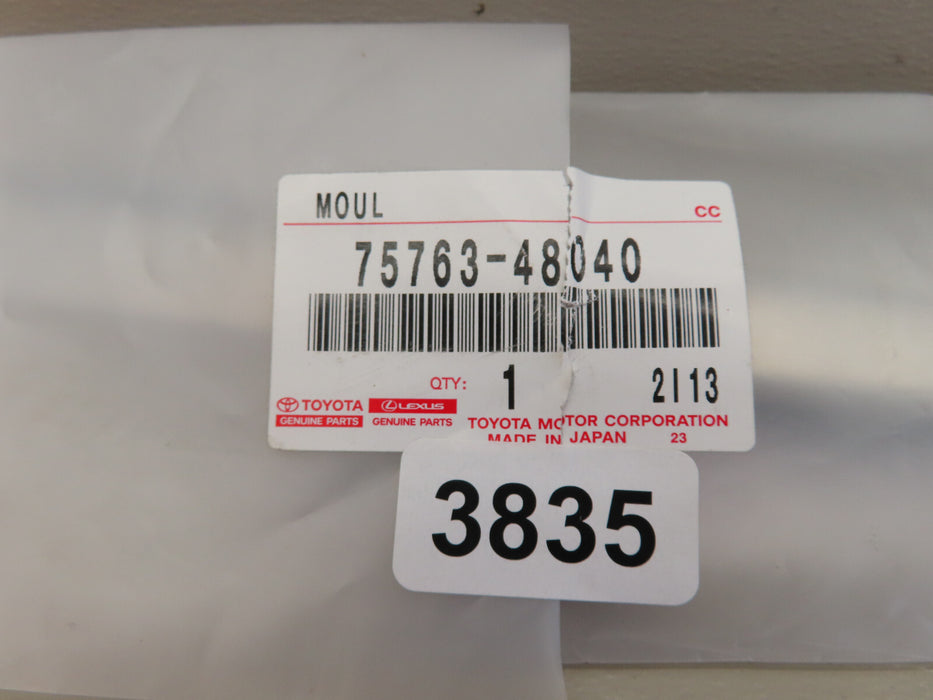 MOUL CC
75763-48040
QTY: 1 2113
TOYOTA LEXUS
GENUINE PARTS GENUINE PARTS
TOYOTA MOTOR CORPORATION
MADE IN JAPAN 23
3835